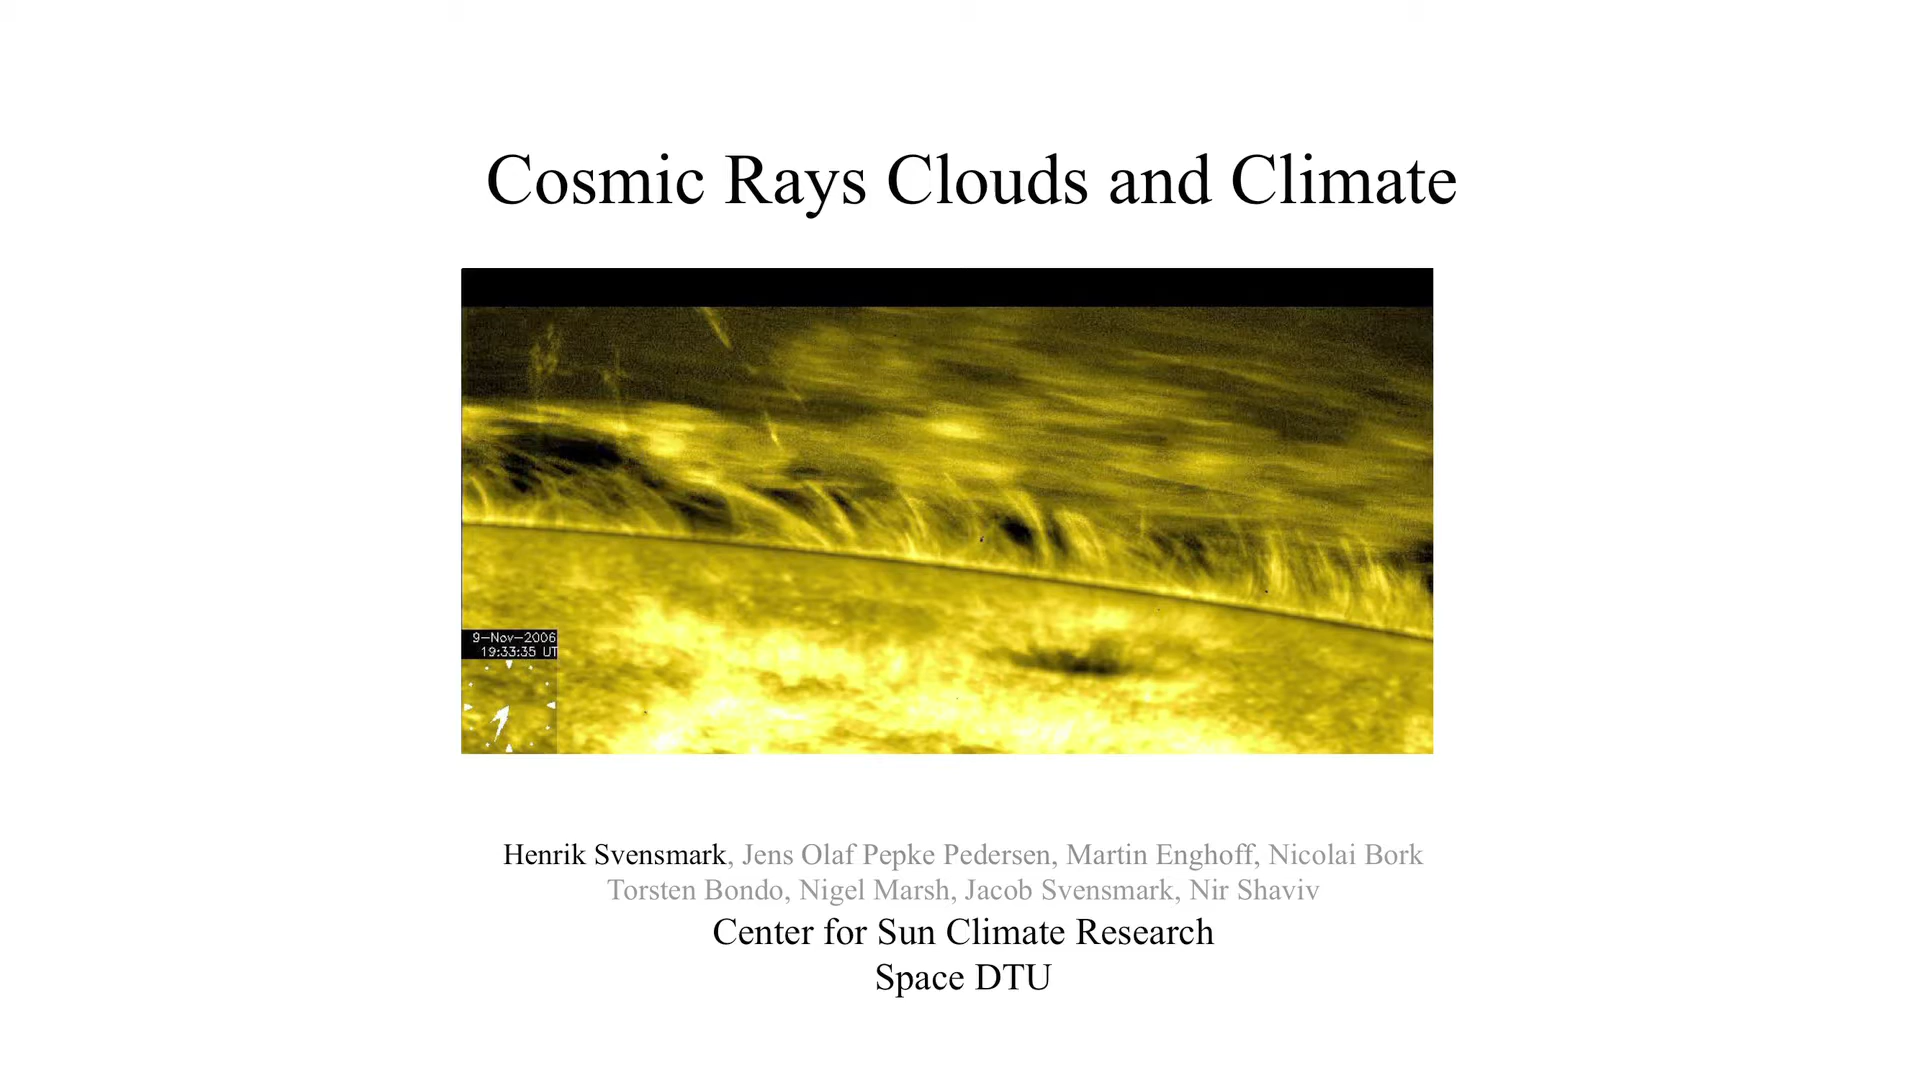 Cosmic Rays Clouds and Climate
9-Nov-2006
19:33:35 UT
Henrik Svensmark, Jens Olaf Pepke Pedersen, Martin Enghoff, Nicolai Bork
Torsten Bondo, Nigel Marsh, Jacob Svensmark, Nir Shaviv
Center for Sun Climate Research
Space DTU